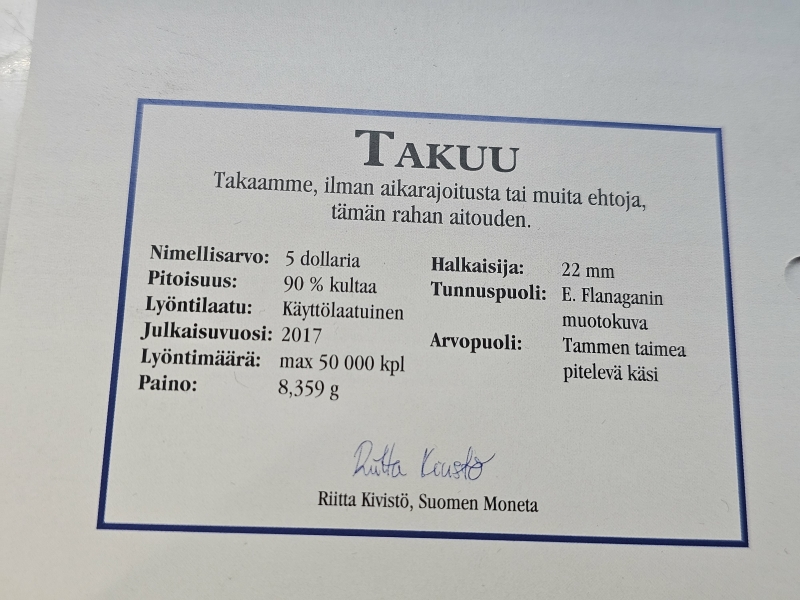 TAKUU
Takaamme, ilman aikarajoitusta tai muita ehtoja,
tämän rahan aitouden.
Nimellisarvo: 5 dollaria
Pitoisuus: 90 % kultaa
Lyöntilaatu: Käyttölaatuinen
Julkaisuvuosi: 2017
Lyöntimäärä: max 50 000 kpl
Paino: 8,359 g
Halkaisija: 22 mm
Tunnuspuoli: E. Flanaganin
muotokuva
Arvopuoli: Tammen taimea
pitelevä käsi
Riitta Kivistö
Riitta Kivistö, Suomen Moneta